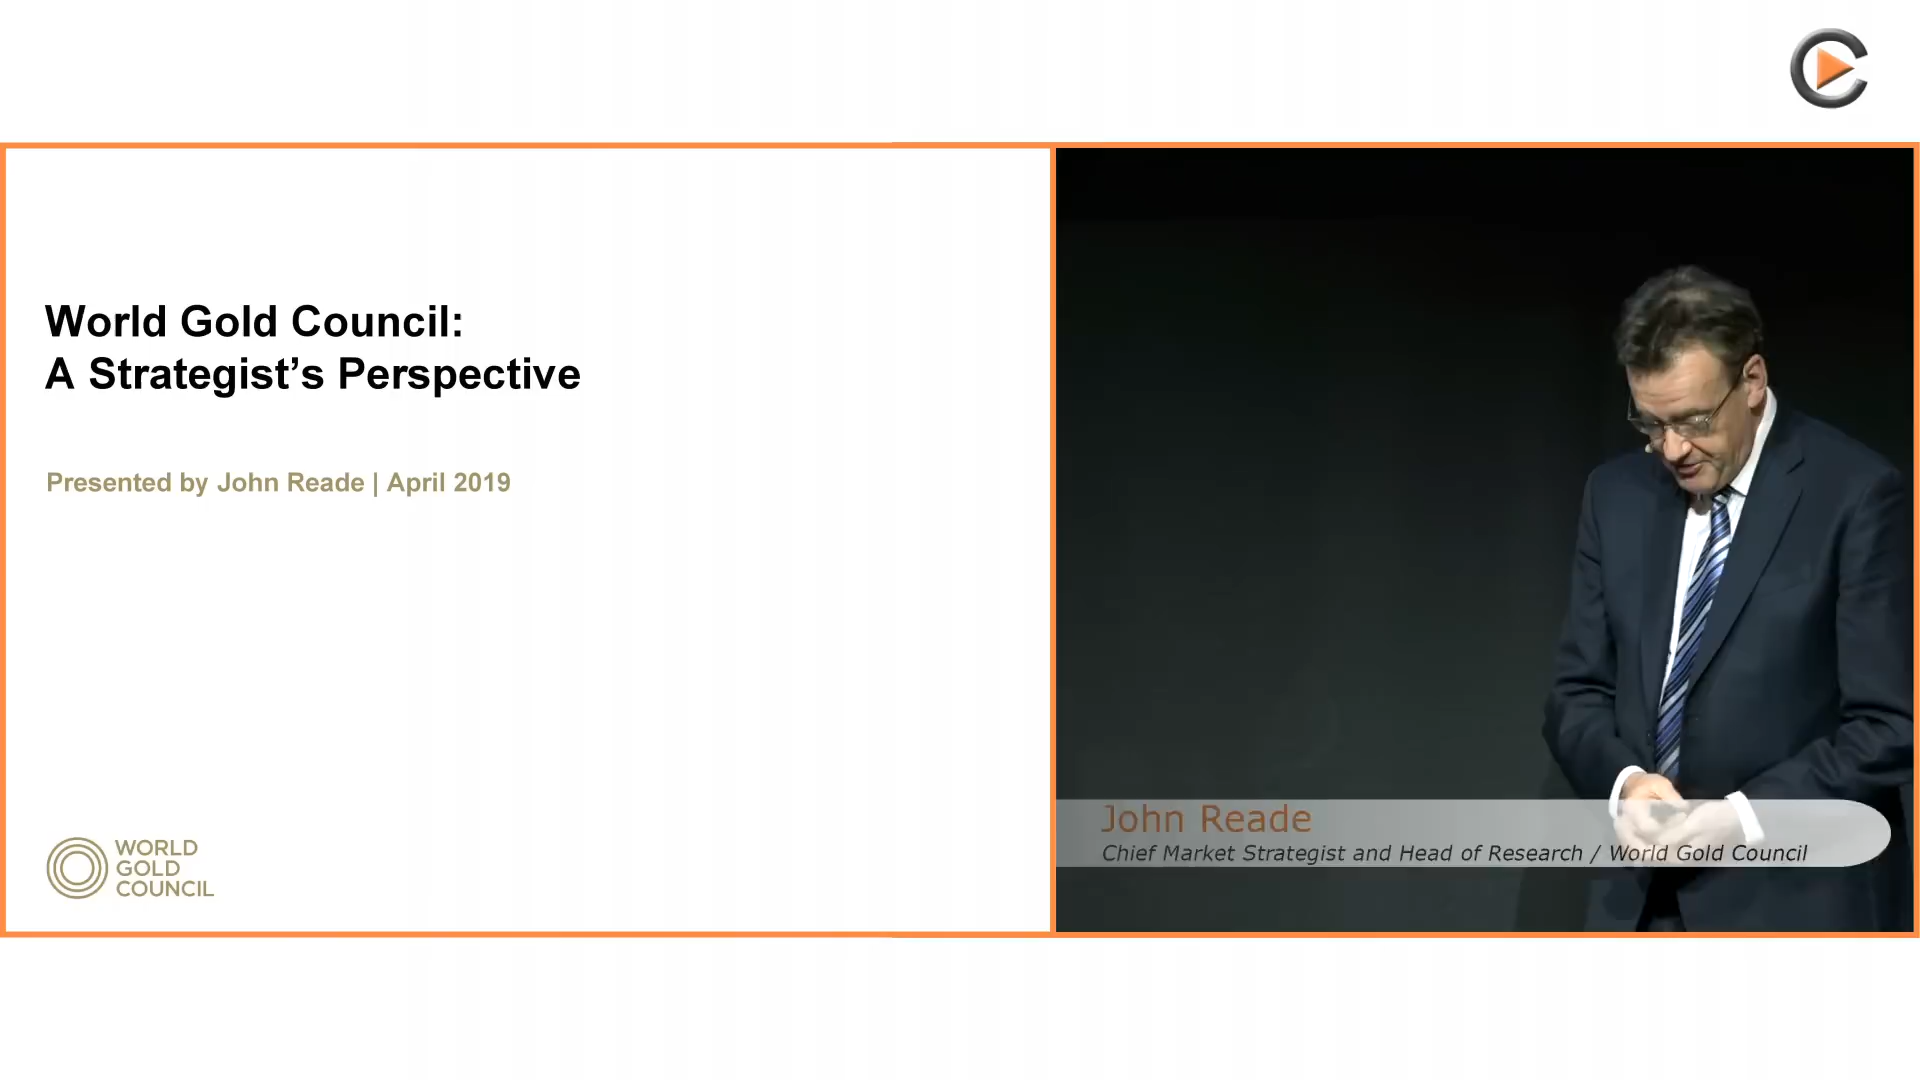 World Gold Council:
A Strategist’s Perspective
Presented by John Reade | April 2019
WORLD
GOLD
COUNCIL
John Reade
Chief Market Strategist and Head of Research / World Gold Council